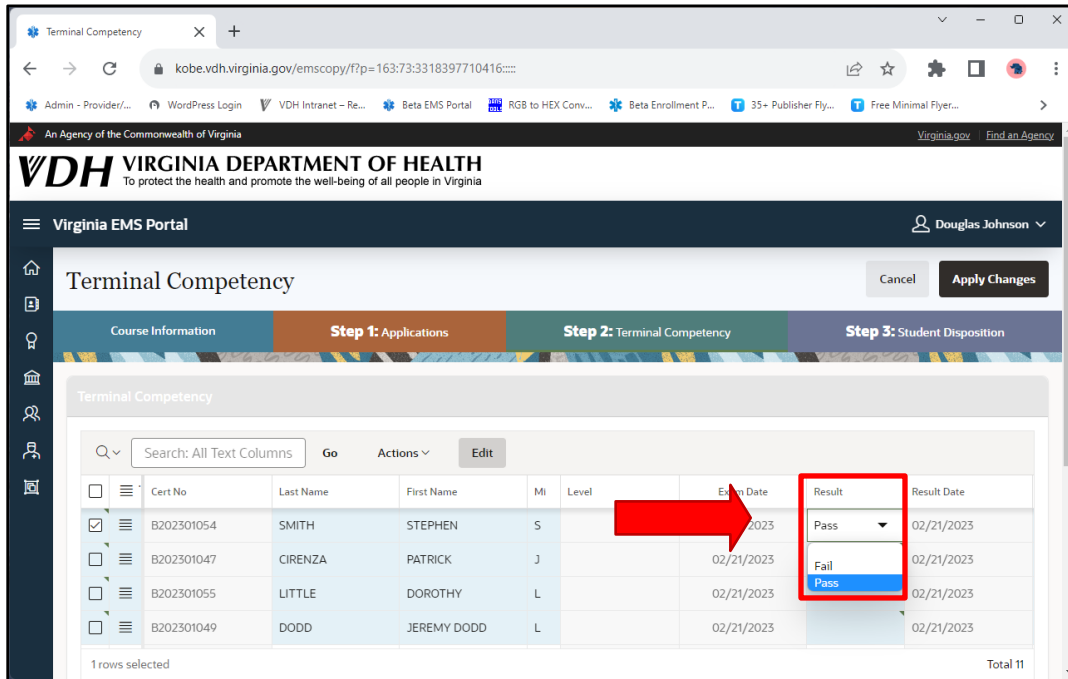 Terminal Competency
kobe.vdh.virginia.gov/emscopy/f?p=163:73:3318397710416:::::
Admin - Provider/... WordPress Login VDH Intranet – Re... Beta EMS Portal RGB to HEX Conv... Beta Enrollment P... 35+ Publisher Fly... Free Minimal Flyer...
An Agency of the Commonwealth of Virginia Virginia.gov | Find an Agency
VDH VIRGINIA DEPARTMENT OF HEALTH
To protect the health and promote the well-being of all people in Virginia
Virginia EMS Portal Douglas Johnson
Terminal Competency Cancel Apply Changes
Course Information Step 1: Applications Step 2: Terminal Competency Step 3: Student Disposition
Terminal Competency
Search: All Text Columns Go Actions Edit
Cert No Last Name First Name Mi Level Exam Date Result Result Date
B202301054 SMITH STEPHEN S 2023 Pass 02/21/2023
B202301047 CIRENZA PATRICK J 02/21/2023 Fail 02/21/2023
Pass
B202301055 LITTLE DOROTHY L 02/21/2023 02/21/2023
B202301049 DODD JEREMY DODD L 02/21/2023 02/21/2023
1 rows selected Total 11